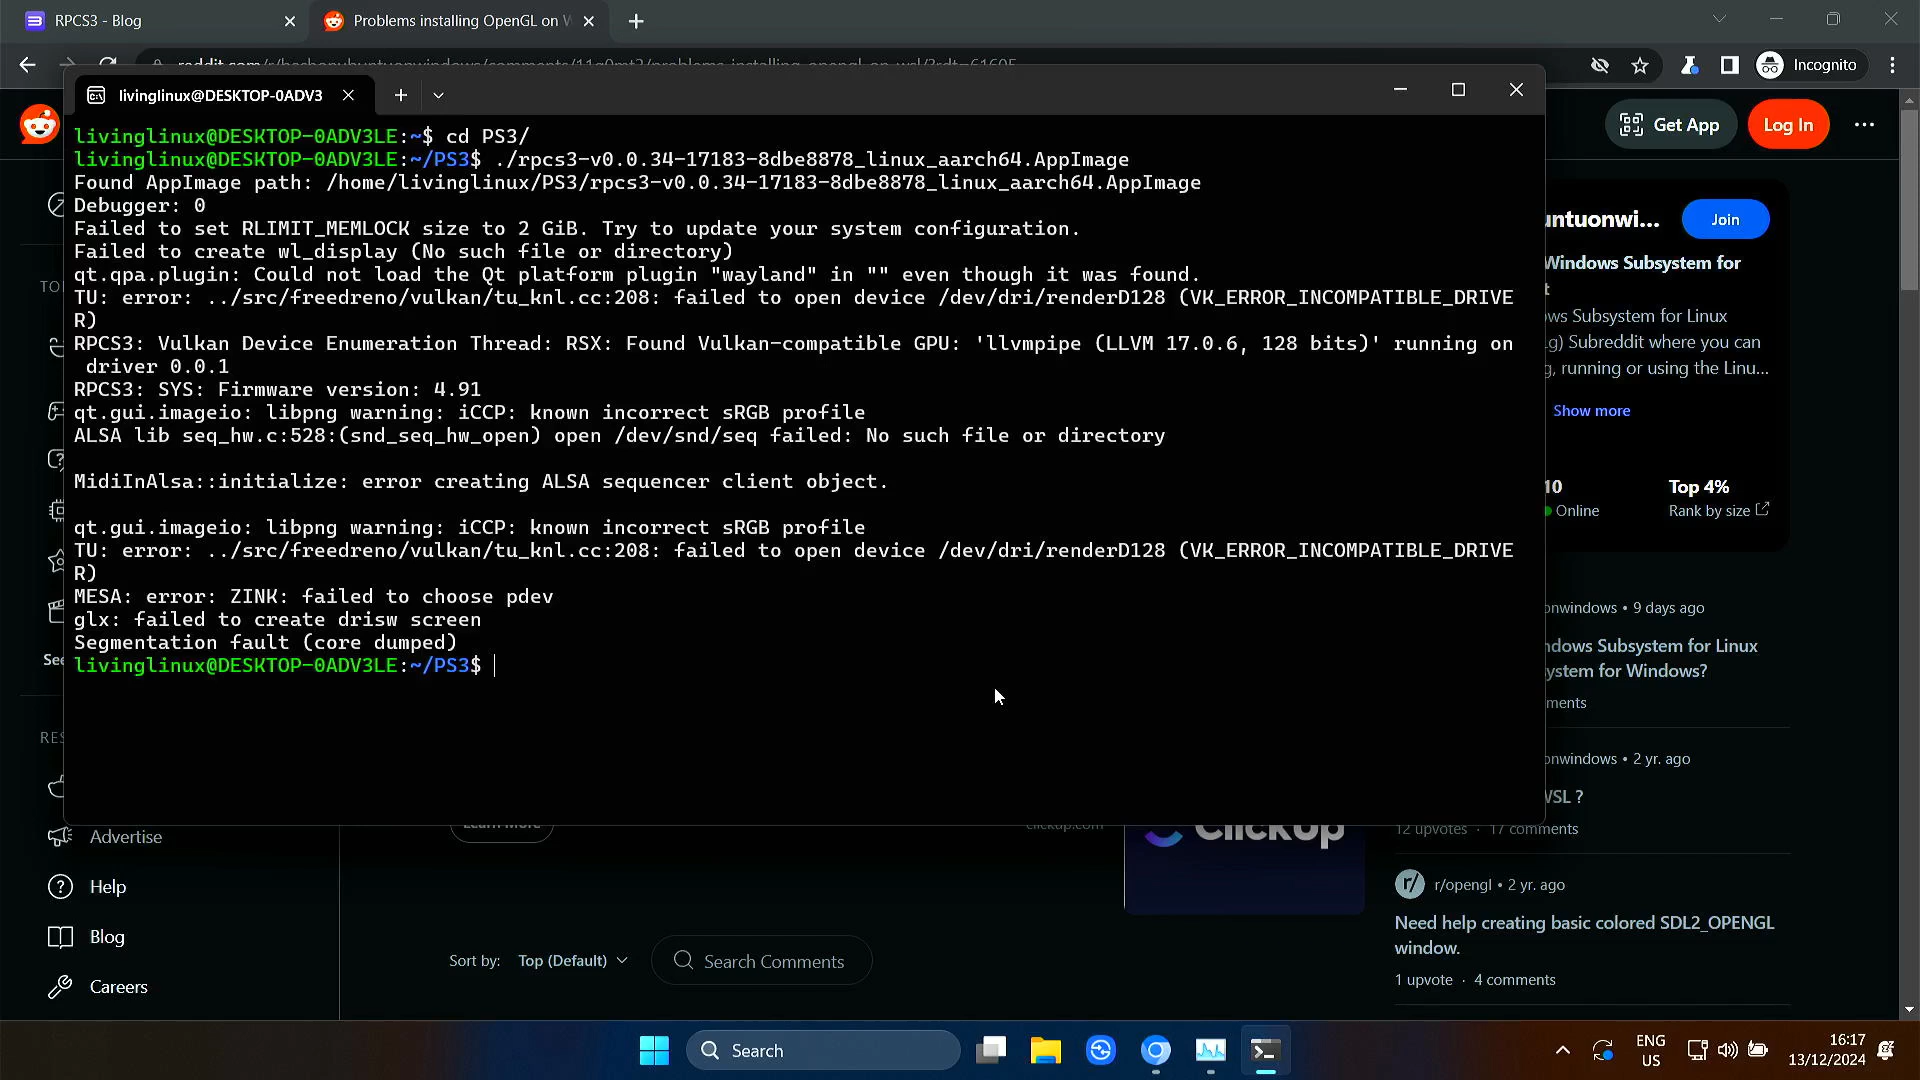 RPCS3 - Blog
Problems installing OpenGL on W
Incognito
livinglinux@DESKTOP-0ADV3
Get App
Log In
livinglinux@DESKTOP-0ADV3LE:~$ cd PS3/
livinglinux@DESKTOP-0ADV3LE:~/PS3$ ./rpcs3-v0.0.34-17183-8dbe8878_linux_aarch64.AppImage
Found AppImage path: /home/livinglinux/PS3/rpcs3-v0.0.34-17183-8dbe8878_linux_aarch64.AppImage
Debugger: 0
Failed to set RLIMIT_MEMLOCK size to 2 GiB. Try to update your system configuration.
Failed to create wl_display (No such file or directory)
qt.qpa.plugin: Could not load the Qt platform plugin "wayland" in "" even though it was found.
TU: error: ../src/freedreno/vulkan/tu_knl.cc:208: failed to open device /dev/dri/renderD128 (VK_ERROR_INCOMPATIBLE_DRIVE
R)
RPCS3: Vulkan Device Enumeration Thread: RSX: Found Vulkan-compatible GPU: 'llvmpipe (LLVM 17.0.6, 128 bits)' running on
driver 0.0.1
RPCS3: SYS: Firmware version: 4.91
qt.gui.imageio: libpng warning: iCCP: known incorrect sRGB profile
ALSA lib seq_hw.c:528:(snd_seq_hw_open) open /dev/snd/seq failed: No such file or directory
MidiInAlsa::initialize: error creating ALSA sequencer client object.
qt.gui.imageio: libpng warning: iCCP: known incorrect sRGB profile
TU: error: ../src/freedreno/vulkan/tu_knl.cc:208: failed to open device /dev/dri/renderD128 (VK_ERROR_INCOMPATIBLE_DRIVE
R)
MESA: error: ZINK: failed to choose pdev
glx: failed to create drisw screen
Segmentation fault (core dumped)
livinglinux@DESKTOP-0ADV3LE:~/PS3$
untuonwi...
Join
Windows Subsystem for
t
ws Subsystem for Linux
g) Subreddit where you can
g, running or using the Linu...
Show more
10
Top 4%
Online
Rank by size
onwindows • 9 days ago
ndows Subsystem for Linux
ystem for Windows?
ments
onwindows • 2 yr. ago
WSL ?
12 upvotes · 17 comments
r/opengl • 2 yr. ago
Need help creating basic colored SDL2_OPENGL
window.
1 upvote · 4 comments
TO
See
RES
Advertise
Help
Blog
Careers
Learn More
clickup.com
ClickUp
Sort by:
Top (Default)
Search Comments
Search
ENG
US
16:17
13/12/2024